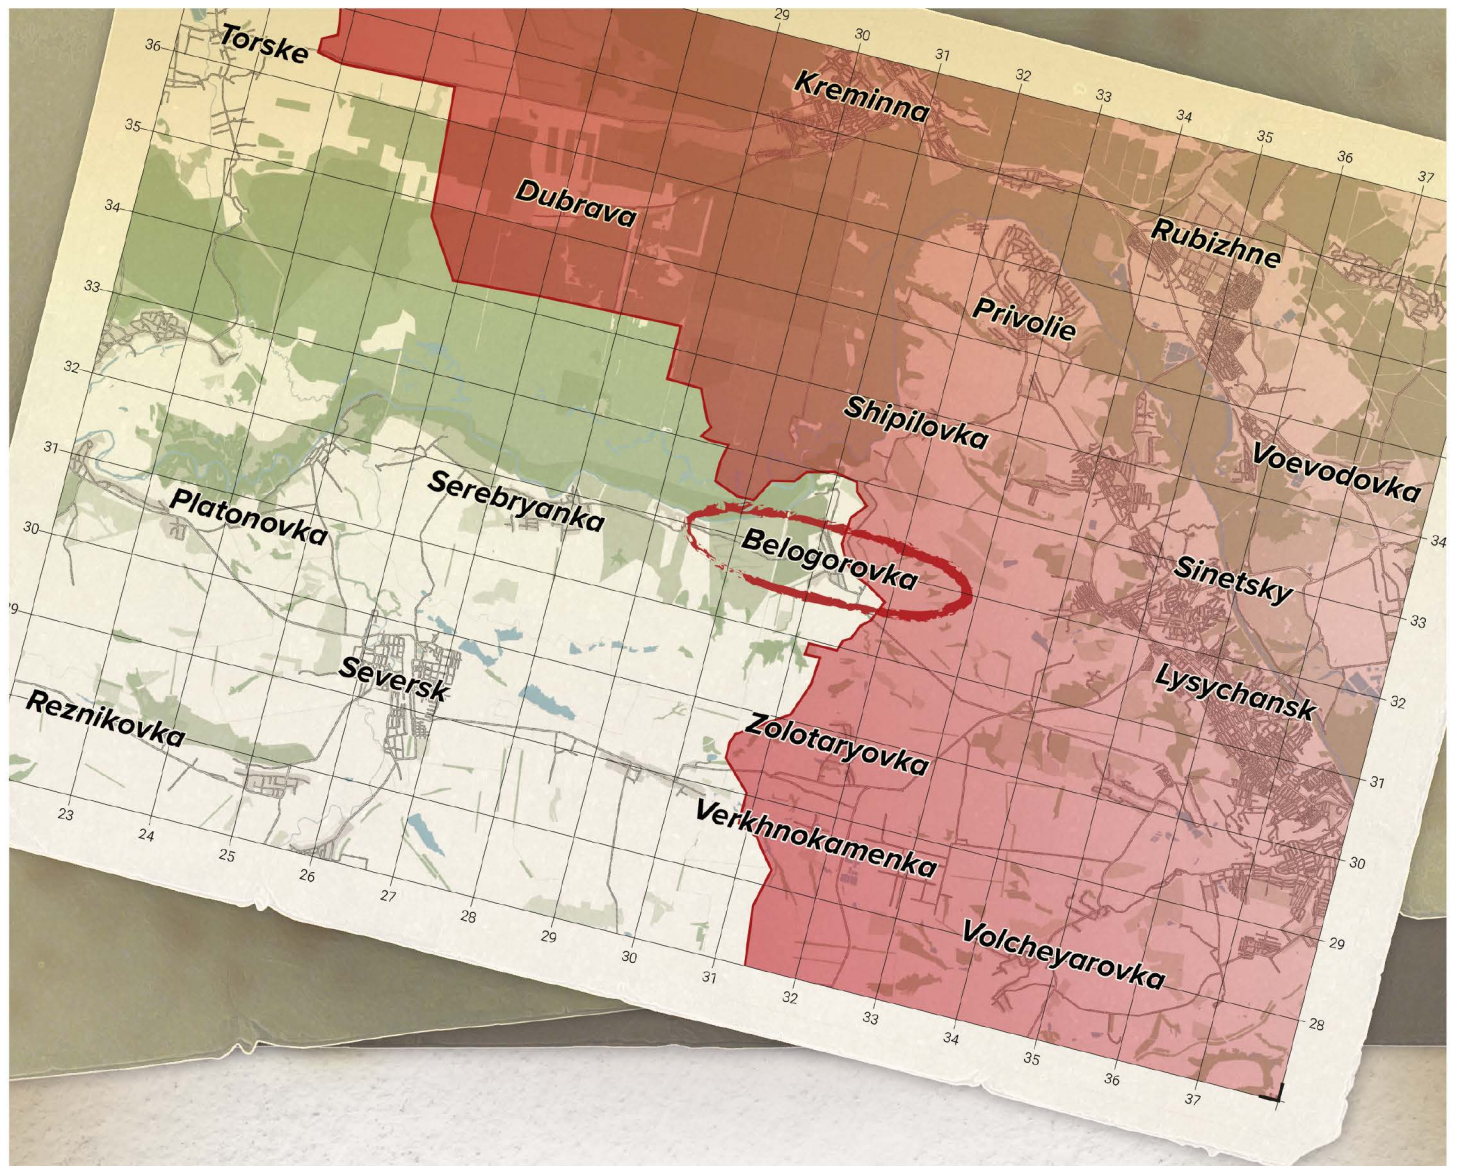 29
30
31
32
33
34
35
36
37
36
35
34
33
32
31
30
29
Torske
Kreminna
Dubrava
Rubizhne
Privolie
Shipilovka
Voevodovka
Serebryanka
Platonovka
Belogorovka
Sinetsky
Seversk
Lysychansk
Reznikovka
Zolotaryovka
Verkhnokamenka
Volcheyarovka
34
33
32
31
30
29
28
23
24
25
26
27
28
29
30
31
32
33
34
35
36
37